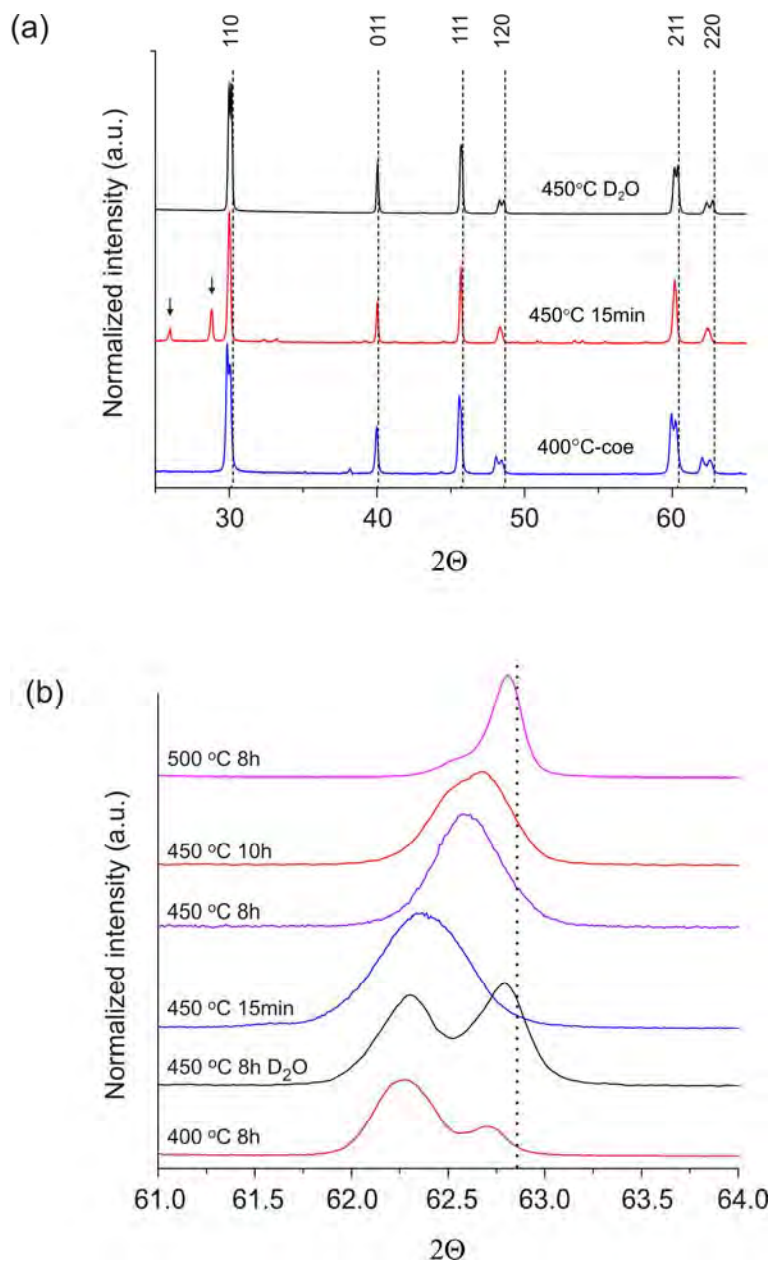 (a)
110
011
111
120
211
220
Normalized intensity (a.u.)
450°C D₂O
450°C 15min
400°C-coe
30
40
50
60
2Θ
(b)
Normalized intensity (a.u.)
500 °C 8h
450 °C 10h
450 °C 8h
450 °C 15min
450 °C 8h D₂O
400 °C 8h
61.0
61.5
62.0
62.5
63.0
63.5
64.0
2Θ